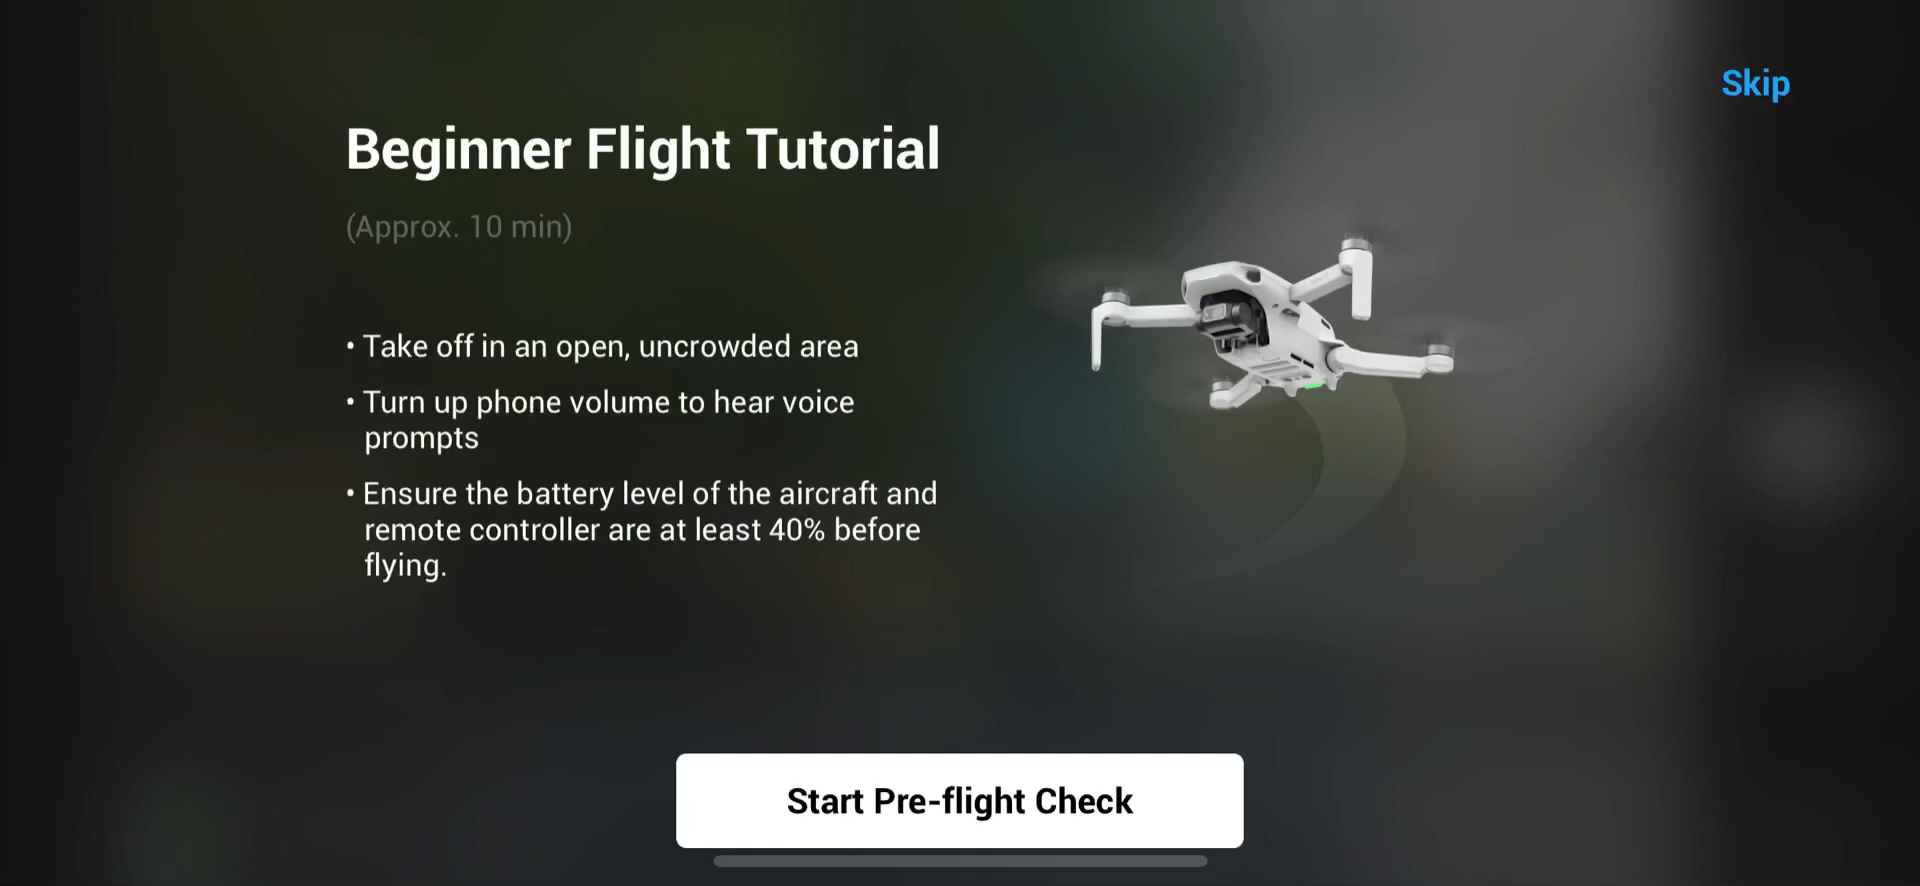 Skip
Beginner Flight Tutorial
(Approx. 10 min)
• Take off in an open, uncrowded area
• Turn up phone volume to hear voice
prompts
• Ensure the battery level of the aircraft and
remote controller are at least 40% before
flying.
Start Pre-flight Check